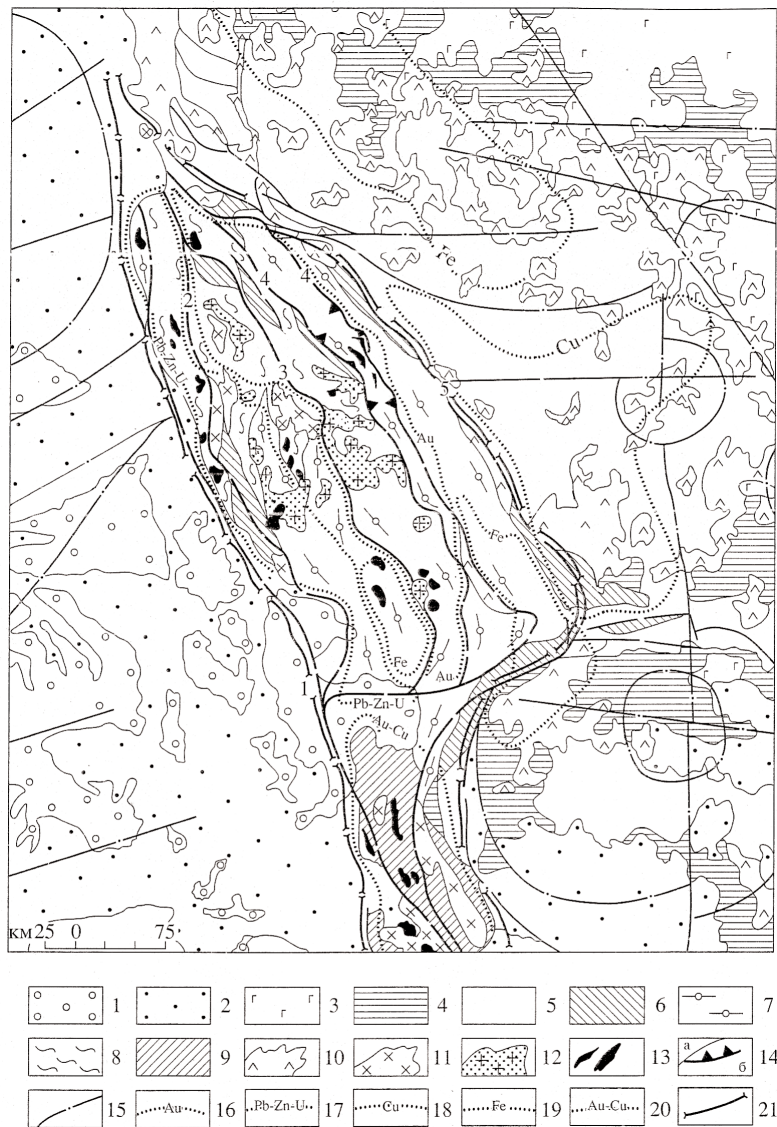 Fe
4
4
2
Cu
Pb-Zn-U
3
5
Au
Fe
Fe
Au
1
Pb-Zn-U
Au-Cu
КМ 25 0 75
1 2 3 4 5 6 7
8 9 10 11 12 13 а б 14
15 Au 16 Pb-Zn-U 17 Cu 18 Fe 19 Au-Cu 20 21